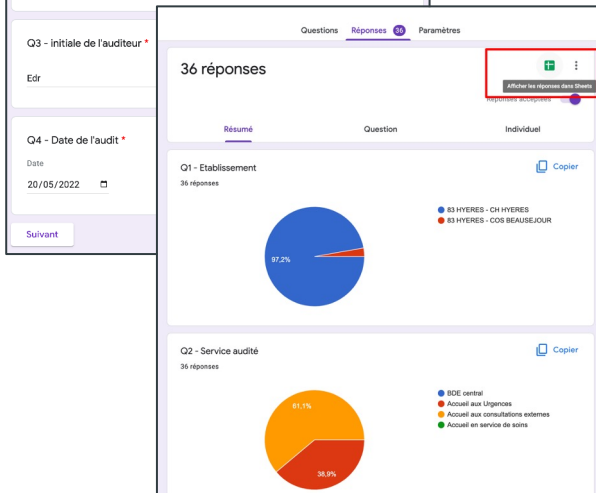 Q3 - initiale de l'auditeur *
Edr
Q4 - Date de l'audit *
Date
20/05/2022
Suivant
Questions Réponses 36 Paramètres
36 réponses
Afficher les réponses dans Sheets
Réponses acceptées
Résumé Question Individuel
Q1 - Etablissement
Copier
36 réponses
83 HYERES - CH HYERES
83 HYERES - COS BEAUSEJOUR
97,2%
Q2 - Service audité
Copier
36 réponses
BDE central
Accueil aux Urgences
Accueil aux consultations externes
Accueil en service de soins
61,1%
38,9%